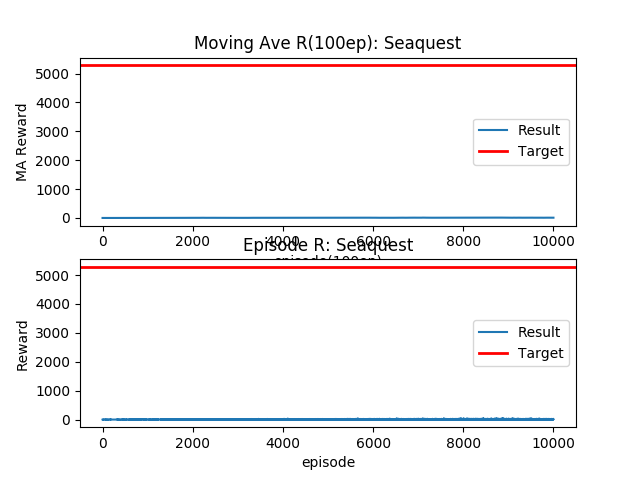 Moving Ave R(100ep): Seaquest
5000
4000
3000
2000
1000
0
MA Reward
Result
Target
0 2000 4000 6000 8000 10000
episode(100ep)
Episode R: Seaquest
5000
4000
3000
2000
1000
0
Reward
Result
Target
0 2000 4000 6000 8000 10000
episode